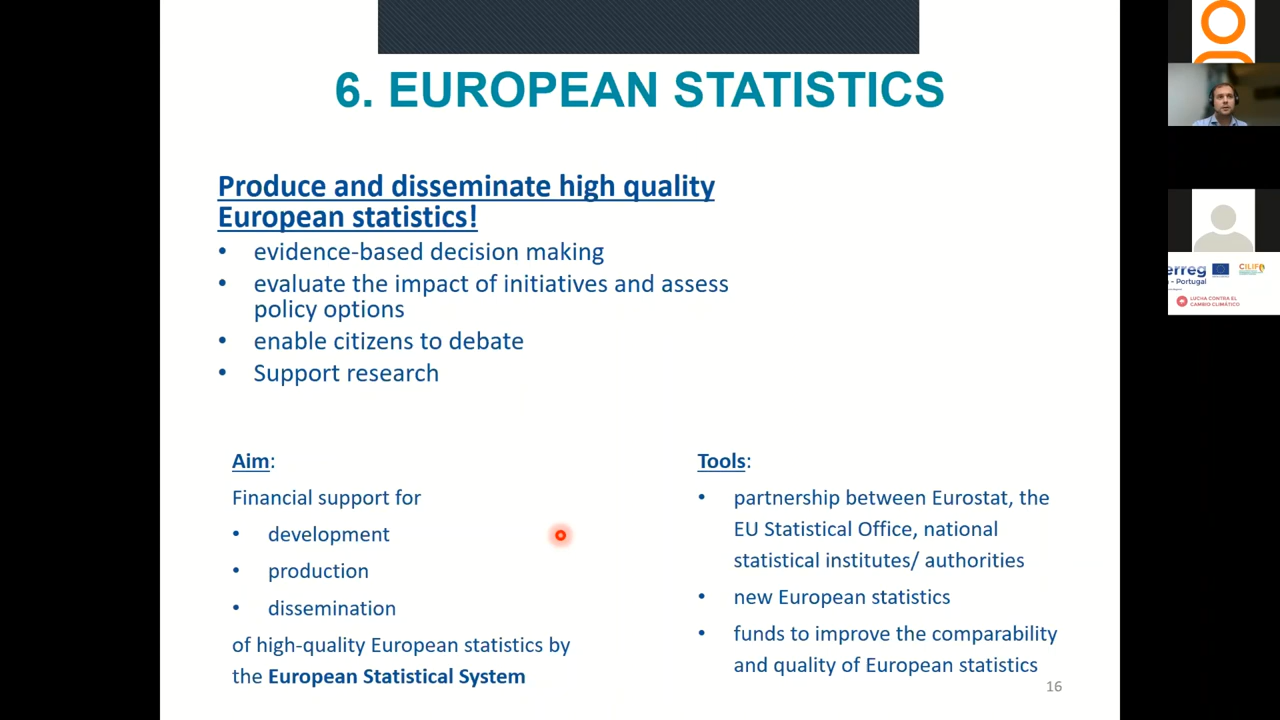 6. EUROPEAN STATISTICS
Produce and disseminate high quality
European statistics!
• evidence-based decision making
• evaluate the impact of initiatives and assess
policy options
• enable citizens to debate
• Support research
Aim:
Financial support for
• development
• production
• dissemination
of high-quality European statistics by
the European Statistical System
Tools:
• partnership between Eurostat, the
EU Statistical Office, national
statistical institutes/ authorities
• new European statistics
• funds to improve the comparability
and quality of European statistics
16
erreg
CILIF
- Portugal
LUCHA CONTRA EL
CAMBIO CLIMÁTICO